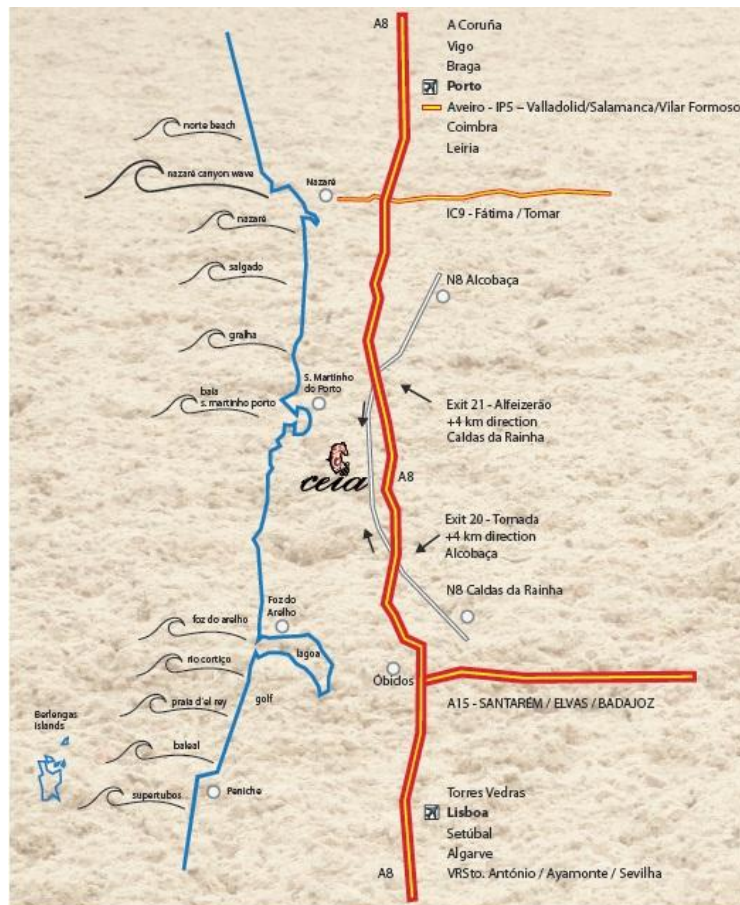 A8
A Coruña
Vigo
Braga
Porto
Aveiro - IP5 – Valladolid/Salamanca/Vilar Formoso
Coimbra
Leiria
norte beach
nazaré canyon wave
Nazaré
IC9 - Fátima / Tomar
nazaré
salgado
N8 Alcobaça
gralha
S. Martinho
do Porto
baia
s. martinho porto
Exit 21 - Alfeizerão
+4 km direction
Caldas da Rainha
ceia
A8
Exit 20 - Tornada
+4 km direction
Alcobaça
N8 Caldas da Rainha
Foz do
Arelho
foz do arelho
lagoa
rio cortiço
Óbidos
golf
praia d'el rey
A15 - SANTARÉM / ELVAS / BADAJOZ
Berlengas
islands
baleal
supertubos
Peniche
Torres Vedras
Lisboa
Setúbal
Algarve
A8
VRSto. António / Ayamonte / Sevilha